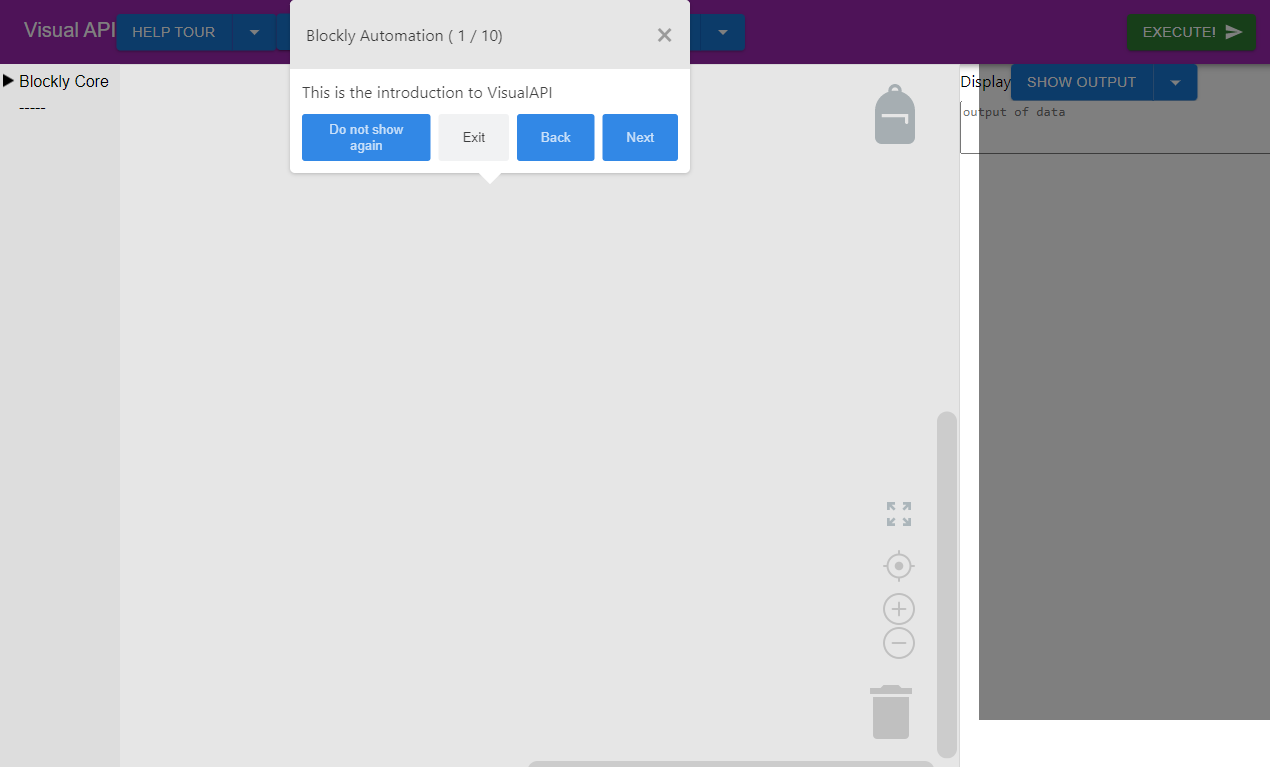 Visual API
HELP TOUR
Blockly Automation ( 1 / 10)
EXECUTE!
Blockly Core
-----
This is the introduction to VisualAPI
Do not show
again
Exit
Back
Next
Display
SHOW OUTPUT
output of data